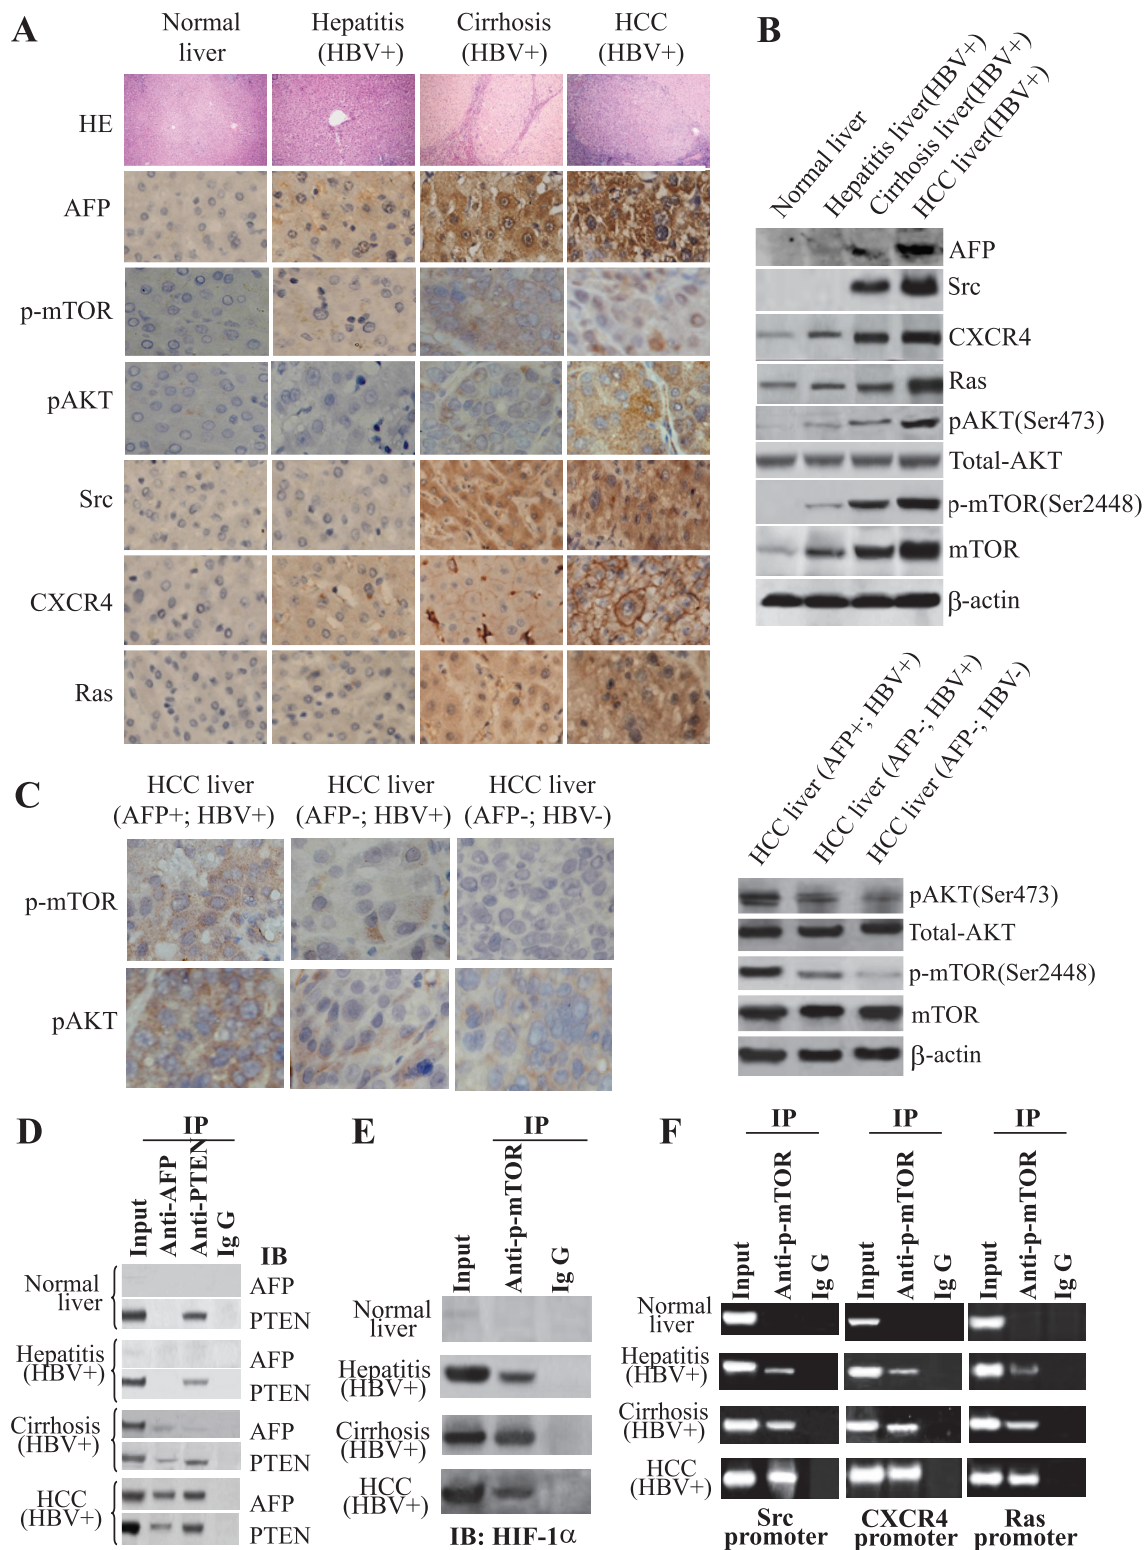 A
Normal liver
Hepatitis (HBV+)
Cirrhosis (HBV+)
HCC (HBV+)
HE
AFP
p-mTOR
pAKT
Src
CXCR4
Ras
B
Normal liver
Hepatitis liver(HBV+)
Cirrhosis liver(HBV+)
HCC liver(HBV+)
AFP
Src
CXCR4
Ras
pAKT(Ser473)
Total-AKT
p-mTOR(Ser2448)
mTOR
β-actin
HCC liver (AFP+; HBV+)
HCC liver (AFP-; HBV+)
HCC liver (AFP-; HBV-)
pAKT(Ser473)
Total-AKT
p-mTOR(Ser2448)
mTOR
β-actin
C
HCC liver (AFP+; HBV+)
HCC liver (AFP-; HBV+)
HCC liver (AFP-; HBV-)
p-mTOR
pAKT
D
IP
Input
Anti-AFP
Anti-PTEN
Ig G
IB
Normal liver
AFP
PTEN
Hepatitis (HBV+)
AFP
PTEN
Cirrhosis (HBV+)
AFP
PTEN
HCC (HBV+)
AFP
PTEN
E
IP
Input
Anti-p-mTOR
Ig G
Normal liver
Hepatitis (HBV+)
Cirrhosis (HBV+)
HCC (HBV+)
IB: HIF-1α
F
IP
IP
IP
Input
Anti-p-mTOR
Ig G
Input
Anti-p-mTOR
Ig G
Input
Anti-p-mTOR
Ig G
Normal liver
Hepatitis (HBV+)
Cirrhosis (HBV+)
HCC (HBV+)
Src promoter
CXCR4 promoter
Ras promoter